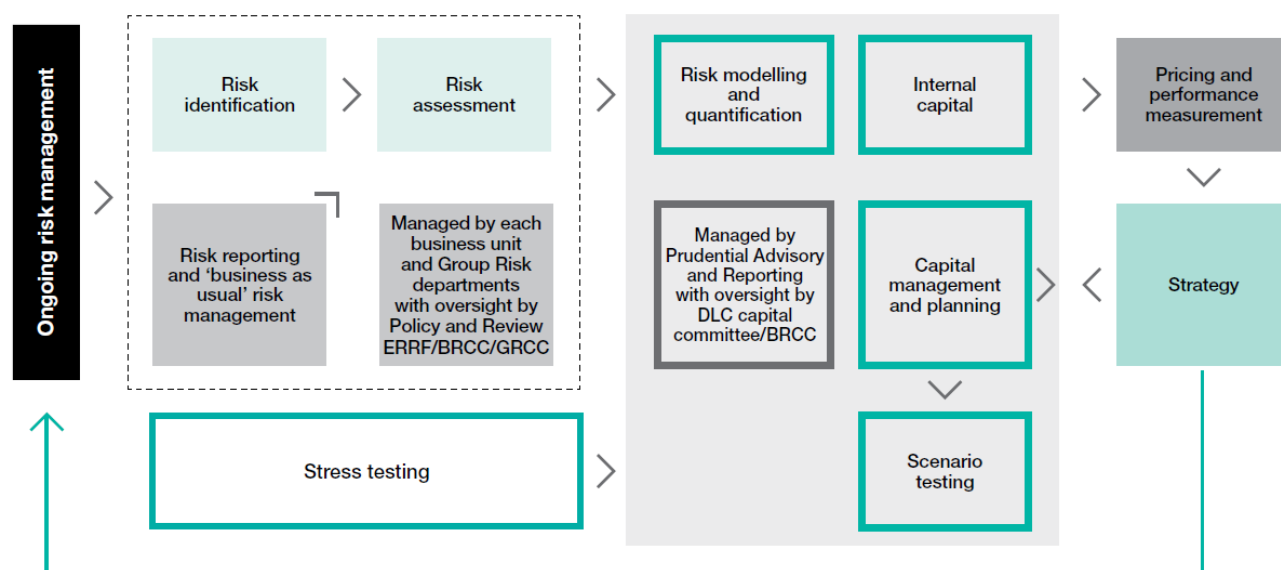 Ongoing risk management
Risk
identification
Risk
assessment
Risk reporting
and ‘business as
usual’ risk
management
Managed by each
business unit
and Group Risk
departments
with oversight by
Policy and Review
ERRF/BRCC/GRCC
Stress testing
Risk modelling
and
quantification
Internal
capital
Managed by
Prudential Advisory
and Reporting
with oversight by
DLC capital
committee/BRCC
Capital
management
and planning
Scenario
testing
Pricing and
performance
measurement
Strategy